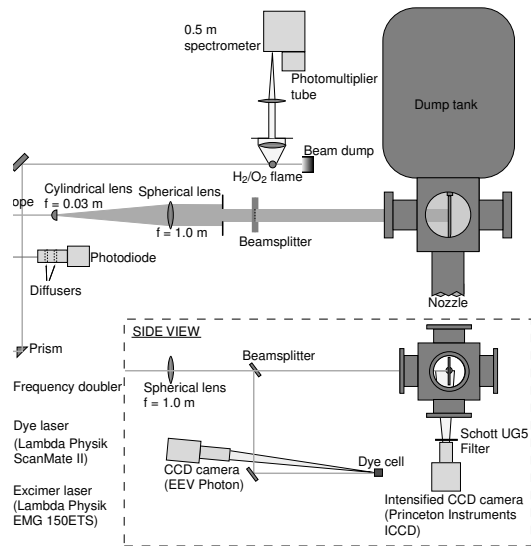 0.5 m
spectrometer
Photomultiplier
tube
Dump tank
Beam dump
H2/O2 flame
Cylindrical lens
f = 0.03 m
Spherical lens
f = 1.0 m
ope
Beamsplitter
Photodiode
Diffusers
Nozzle
Prism
SIDE VIEW
Beamsplitter
Frequency doubler
Spherical lens
f = 1.0 m
Dye laser
(Lambda Physik
ScanMate II)
Schott UG5
Filter
CCD camera
(EEV Photon)
Dye cell
Excimer laser
(Lambda Physik
EMG 150ETS)
Intensified CCD camera
(Princeton Instruments
ICCD)